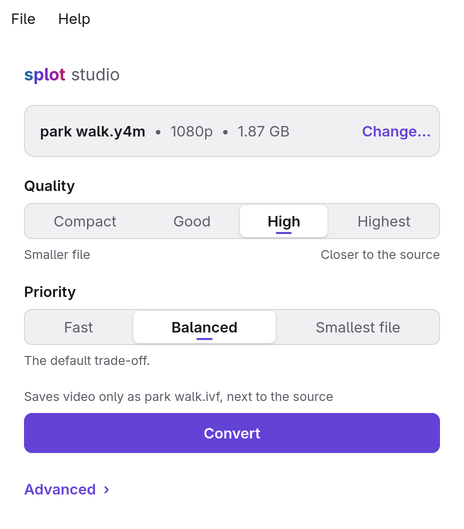 File Help
splot studio
park walk.y4m • 1080p • 1.87 GB Change...
Quality
Compact Good High Highest
Smaller file Closer to the source
Priority
Fast Balanced Smallest file
The default trade-off.
Saves video only as park walk.ivf, next to the source
Convert
Advanced ›